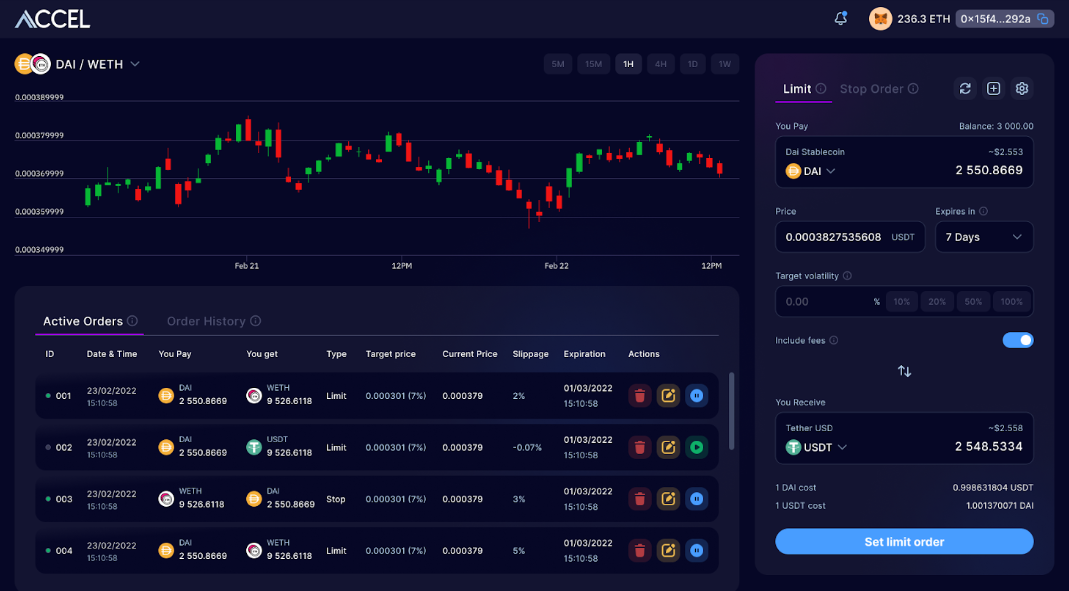 ACCEL
236.3 ETH 0x15f4...292a
DAI / WETH
5M 15M 1H 4H 1D 1W
0.000389999
0.000379999
0.000369999
0.000359999
0.000349999
Feb 21 12PM Feb 22 12PM
Active Orders Order History
ID Date & Time You Pay You get Type Target price Current Price Slippage Expiration Actions
001 23/02/2022 15:10:58 DAI 2 550.8669 WETH 9 526.6118 Limit 0.000301 (7%) 0.000379 2% 01/03/2022 15:10:58
002 23/02/2022 15:10:58 DAI 2 550.8669 USDT 9 526.6118 Limit 0.000301 (7%) 0.000379 -0.07% 01/03/2022 15:10:58
003 23/02/2022 15:10:58 WETH 9 526.6118 DAI 2 550.8669 Stop 0.000301 (7%) 0.000379 3% 01/03/2022 15:10:58
004 23/02/2022 15:10:58 DAI 2 550.8669 WETH 9 526.6118 Limit 0.000301 (7%) 0.000379 5% 01/03/2022 15:10:58
Limit Stop Order
You Pay Balance: 3 000.00
Dai Stablecoin ~$2.553
DAI 2 550.8669
Price Expires in
0.0003827535608 USDT 7 Days
Target volatility
0.00 % 10% 20% 50% 100%
Include fees
You Receive
Tether USD ~$2.558
USDT 2 548.5334
1 DAI cost 0.998631804 USDT
1 USDT cost 1.001370071 DAI
Set limit order